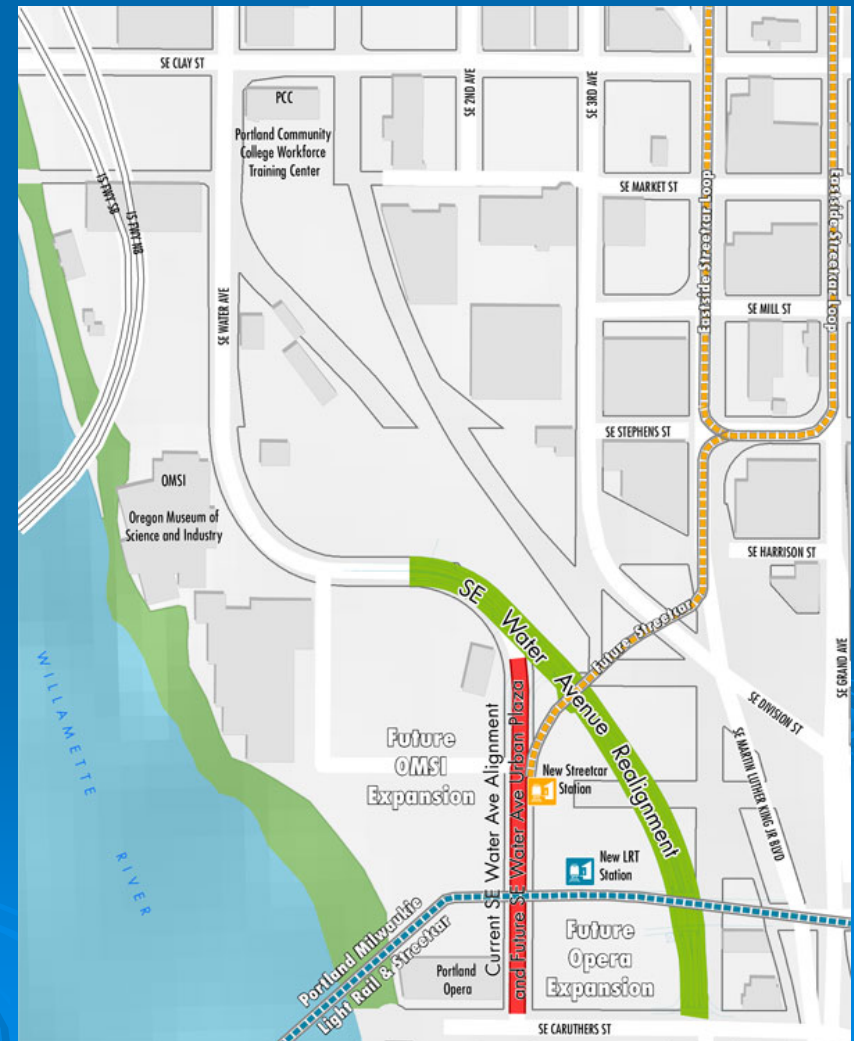 SE CLAY ST
PCC
Portland Community
College Workforce
Training Center
SE 2ND AVE
SE 3RD AVE
I5 FWY SB
I5 FWY NB
SE MARKET ST
Eastside Streetcar Loop
Eastside Streetcar Loop
SE WATER AVE
SE MILL ST
SE STEPHENS ST
OMSI
Oregon Museum of
Science and Industry
SE HARRISON ST
SE Water Avenue Realignment
Future Streetcar
SE GRAND AVE
SE DIVISION ST
SE MARTIN LUTHER KING JR BLVD
WILLAMETTE
RIVER
Future
OMSI
Expansion
Current SE Water Ave Alignment
and Future SE Water Ave Urban Plaza
New Streetcar
Station
New LRT
Station
Portland Milwaukie
Light Rail & Streetcar
Portland
Opera
Future
Opera
Expansion
SE CARUTHERS ST